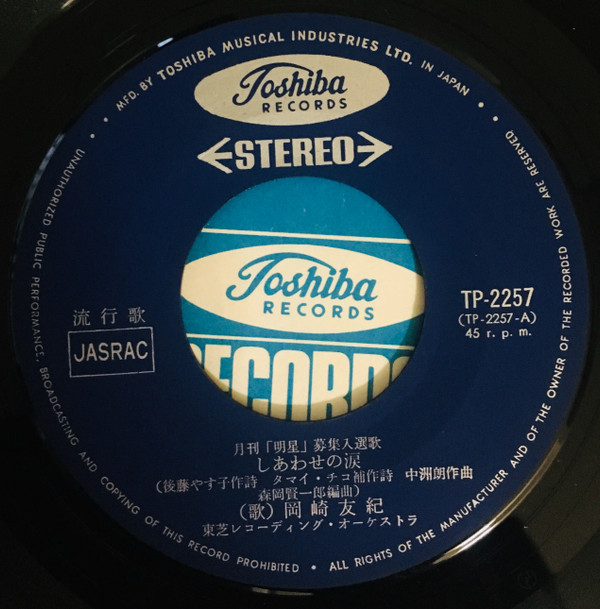 MFD. BY TOSHIBA MUSICAL INDUSTRIES LTD. IN JAPAN
Toshiba
RECORDS
STEREO
Toshiba
RECORDS
RECORDS
流行歌
JASRAC
TP-2257
(TP-2257-A)
45 r.p.m.
月刊「明星」募集入選歌
しあわせの涙
(後藤やす子作詩 タマイ・チコ補作詩 中洲朗作曲
森岡賢一郎編曲)
(歌) 岡崎友紀
東芝レコーディング・オーケストラ
UNAUTHORIZED PUBLIC PERFORMANCE, BROADCASTING AND COPYING OF THIS RECORD PROHIBITED • ALL RIGHTS OF THE MANUFACTURER AND OF THE OWNER OF THE RECORDED WORK ARE RESERVED